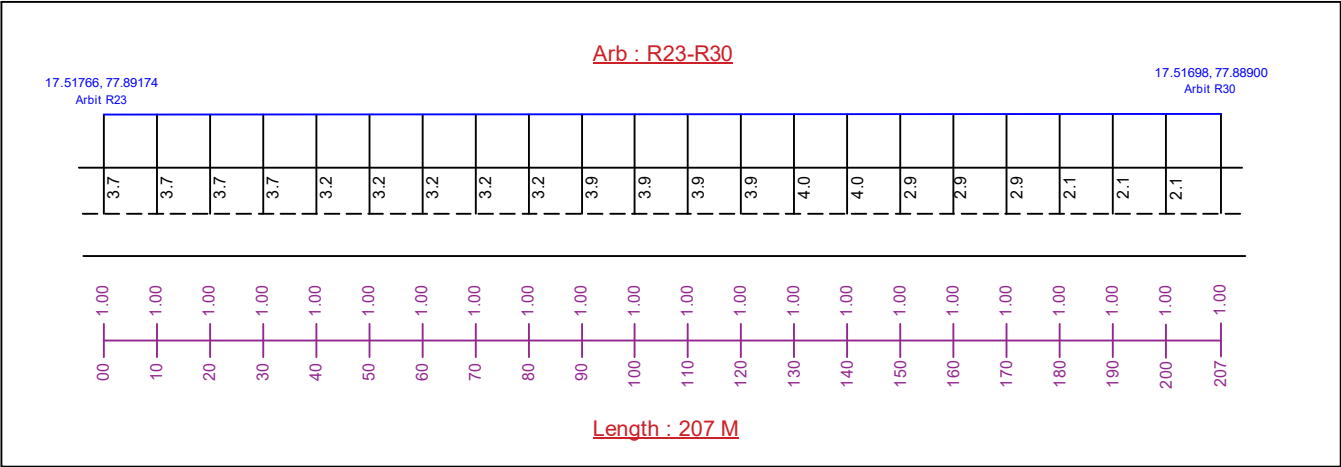 Arb : R23-R30
17.51766, 77.89174
Arbit R23
17.51698, 77.88900
Arbit R30
3.7 3.7 3.7 3.7 3.2 3.2 3.2 3.2 3.2 3.9 3.9 3.9 3.9 4.0 4.0 2.9 2.9 2.9 2.1 2.1 2.1
1.00 1.00 1.00 1.00 1.00 1.00 1.00 1.00 1.00 1.00 1.00 1.00 1.00 1.00 1.00 1.00 1.00 1.00 1.00 1.00 1.00 1.00
00 10 20 30 40 50 60 70 80 90 100 110 120 130 140 150 160 170 180 190 200 207
Length : 207 M